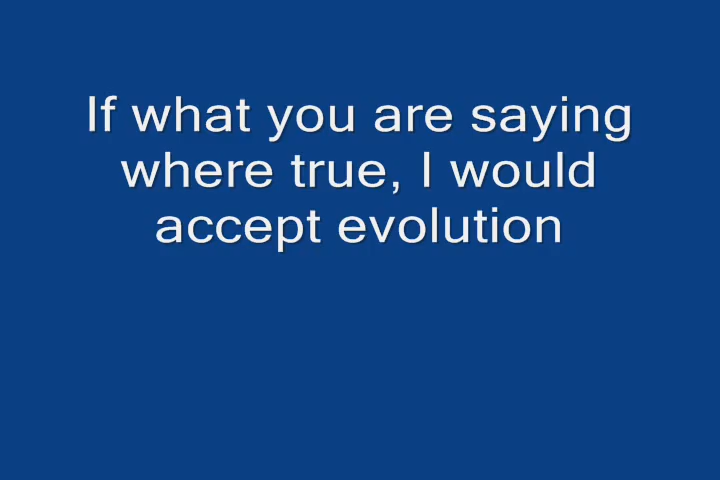 If what you are saying
where true, I would
accept evolution